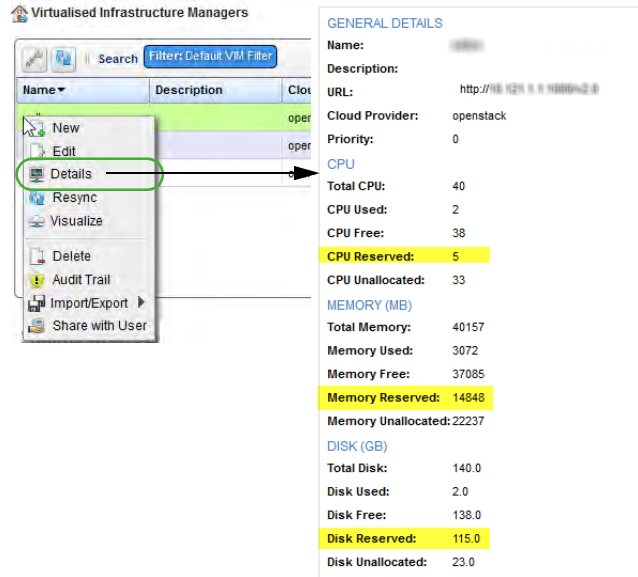 Virtualised Infrastructure Managers
Search Filter: Default VIM Filter
Name Description Clou
open
New
Edit
open
Details
Resync
Visualize
Delete
Audit Trail
Import/Export
Share with User
GENERAL DETAILS
Name:
Description:
URL: http://
Cloud Provider: openstack
Priority: 0
CPU
Total CPU: 40
CPU Used: 2
CPU Free: 38
CPU Reserved: 5
CPU Unallocated: 33
MEMORY (MB)
Total Memory: 40157
Memory Used: 3072
Memory Free: 37085
Memory Reserved: 14848
Memory Unallocated: 22237
DISK (GB)
Total Disk: 140.0
Disk Used: 2.0
Disk Free: 138.0
Disk Reserved: 115.0
Disk Unallocated: 23.0